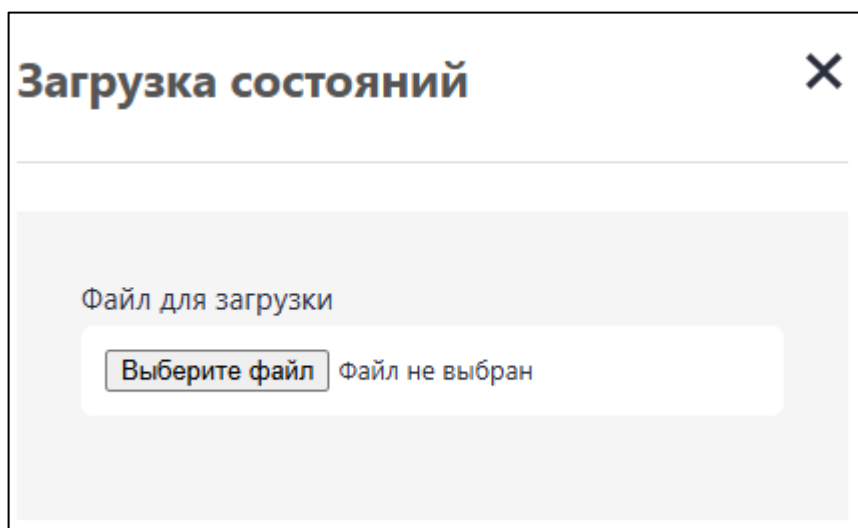 Загрузка состояний
Файл для загрузки
Выберите файл Файл не выбран